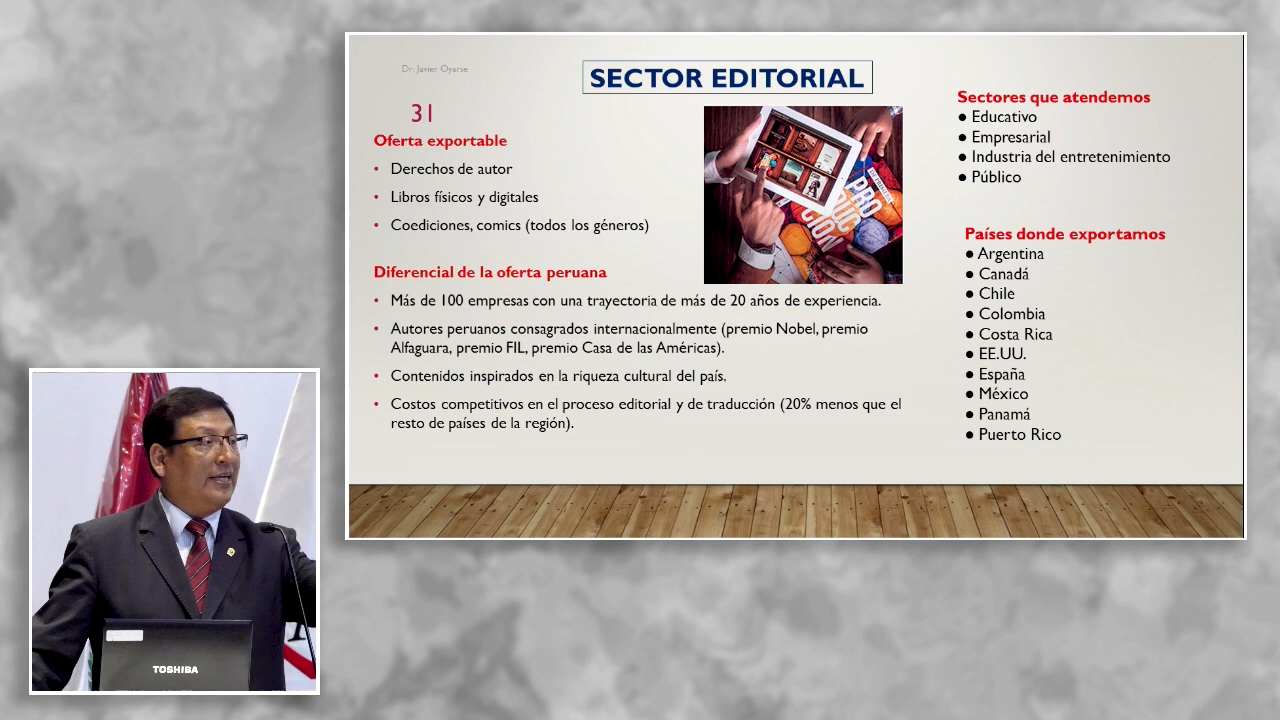 Dr. Javier Oyarse
SECTOR EDITORIAL
31
Oferta exportable
• Derechos de autor
• Libros físicos y digitales
• Coediciones, comics (todos los géneros)
PRO
DUC
CION
Diferencial de la oferta peruana
• Más de 100 empresas con una trayectoria de más de 20 años de experiencia.
• Autores peruanos consagrados internacionalmente (premio Nobel, premio
Alfaguara, premio FIL, premio Casa de las Américas).
• Contenidos inspirados en la riqueza cultural del país.
• Costos competitivos en el proceso editorial y de traducción (20% menos que el
resto de países de la región).
Sectores que atendemos
● Educativo
● Empresarial
● Industria del entretenimiento
● Público
Países donde exportamos
● Argentina
● Canadá
● Chile
● Colombia
● Costa Rica
● EE.UU.
● España
● México
● Panamá
● Puerto Rico
TOSHIBA